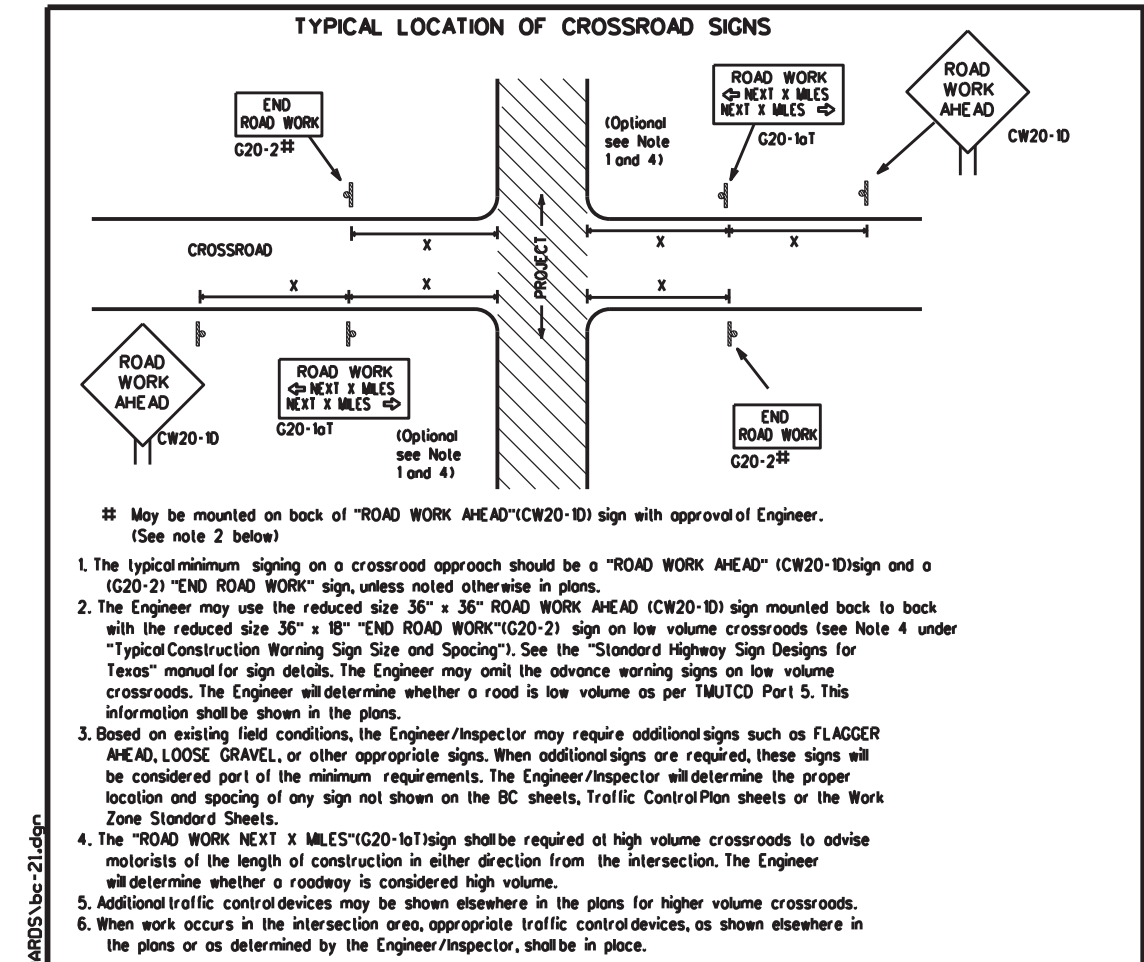 TYPICAL LOCATION OF CROSSROAD SIGNS
END
ROAD WORK
G20-2#
(Optional
see Note
1 and 4)
ROAD WORK
⇦ NEXT X MILES
NEXT X MILES ⇨
G20-1aT
ROAD
WORK
AHEAD
CW20-1D
CROSSROAD
X
X
X
PROJECT
X
X
X
ROAD
WORK
AHEAD
CW20-1D
ROAD WORK
⇦ NEXT X MILES
NEXT X MILES ⇨
G20-1aT
(Optional
see Note
1 and 4)
END
ROAD WORK
G20-2#
# May be mounted on back of "ROAD WORK AHEAD"(CW20-1D) sign with approval of Engineer.
(See note 2 below)
1. The typical minimum signing on a crossroad approach should be a "ROAD WORK AHEAD" (CW20-1D)sign and a
(G20-2) "END ROAD WORK" sign, unless noted otherwise in plans.
2. The Engineer may use the reduced size 36" x 36" ROAD WORK AHEAD (CW20-1D) sign mounted back to back
with the reduced size 36" x 18" "END ROAD WORK"(G20-2) sign on low volume crossroads (see Note 4 under
"Typical Construction Warning Sign Size and Spacing"). See the "Standard Highway Sign Designs for
Texas" manual for sign details. The Engineer may omit the advance warning signs on low volume
crossroads. The Engineer will determine whether a road is low volume as per TMUTCD Part 5. This
information shall be shown in the plans.
3. Based on existing field conditions, the Engineer/Inspector may require additional signs such as FLAGGER
AHEAD, LOOSE GRAVEL, or other appropriate signs. When additional signs are required, these signs will
be considered part of the minimum requirements. The Engineer/Inspector will determine the proper
location and spacing of any sign not shown on the BC sheets, Traffic Control Plan sheets or the Work
Zone Standard Sheets.
4. The "ROAD WORK NEXT X MILES"(G20-1aT)sign shall be required at high volume crossroads to advise
motorists of the length of construction in either direction from the intersection. The Engineer
will determine whether a roadway is considered high volume.
5. Additional traffic control devices may be shown elsewhere in the plans for higher volume crossroads.
6. When work occurs in the intersection area, appropriate traffic control devices, as shown elsewhere in
the plans or as determined by the Engineer/Inspector, shall be in place.
ARDS\bc-21.dgn